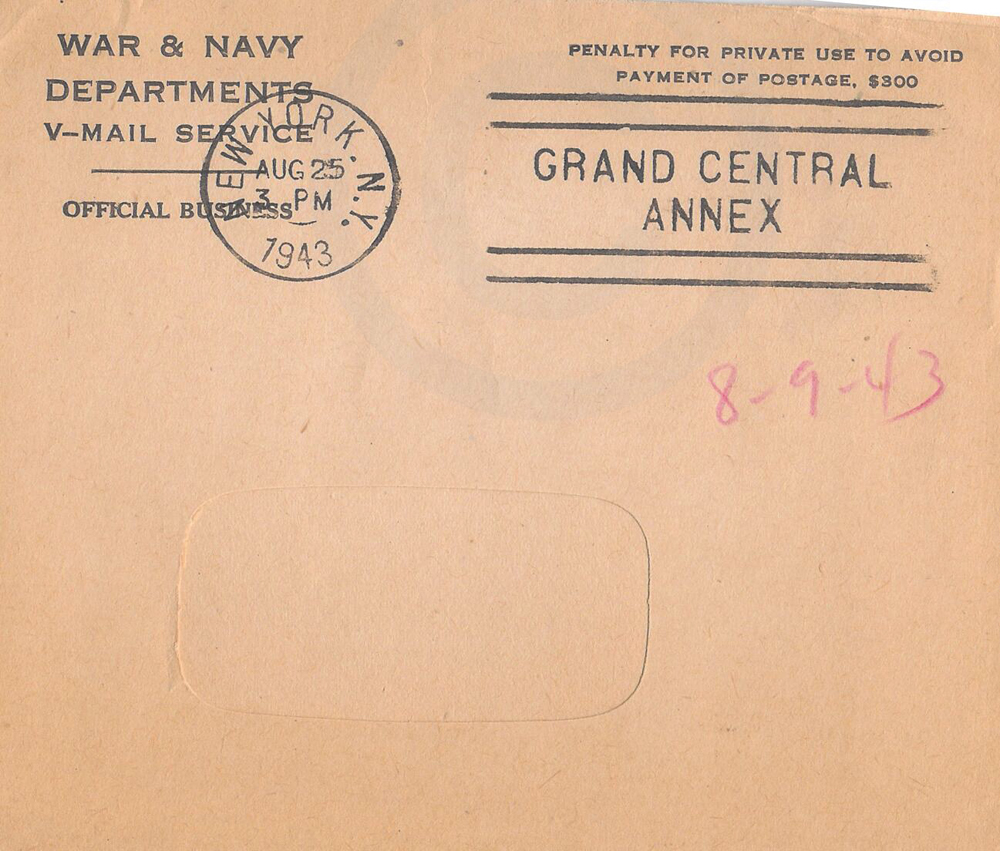 WAR & NAVY
DEPARTMENTS
V-MAIL SERVICE
OFFICIAL BUSINESS
NEW YORK, N.Y.
AUG 25
3 PM
1943
PENALTY FOR PRIVATE USE TO AVOID
PAYMENT OF POSTAGE, $300
GRAND CENTRAL
ANNEX
8-9-43